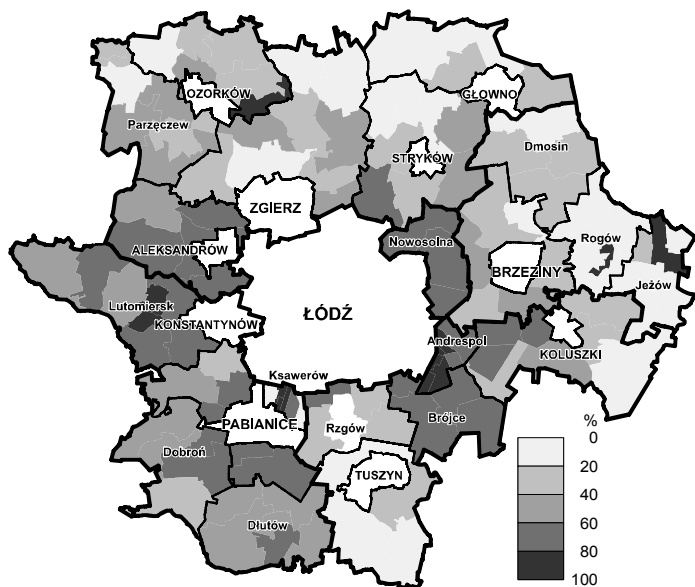 OZORKÓW
GŁOWNO
Parzęczew
Dmosin
STRYKÓW
ZGIERZ
Rogów
Nowosolna
ALEKSANDRÓW
BRZEZINY
Jeżów
Lutomiersk
ŁÓDŹ
KONSTANTYNÓW
Andrespol
KOLUSZKI
Ksawerów
Brójce
PABIANICE
Rzgów
Dobroń
TUSZYN
Dłutów
%
0
20
40
60
80
100